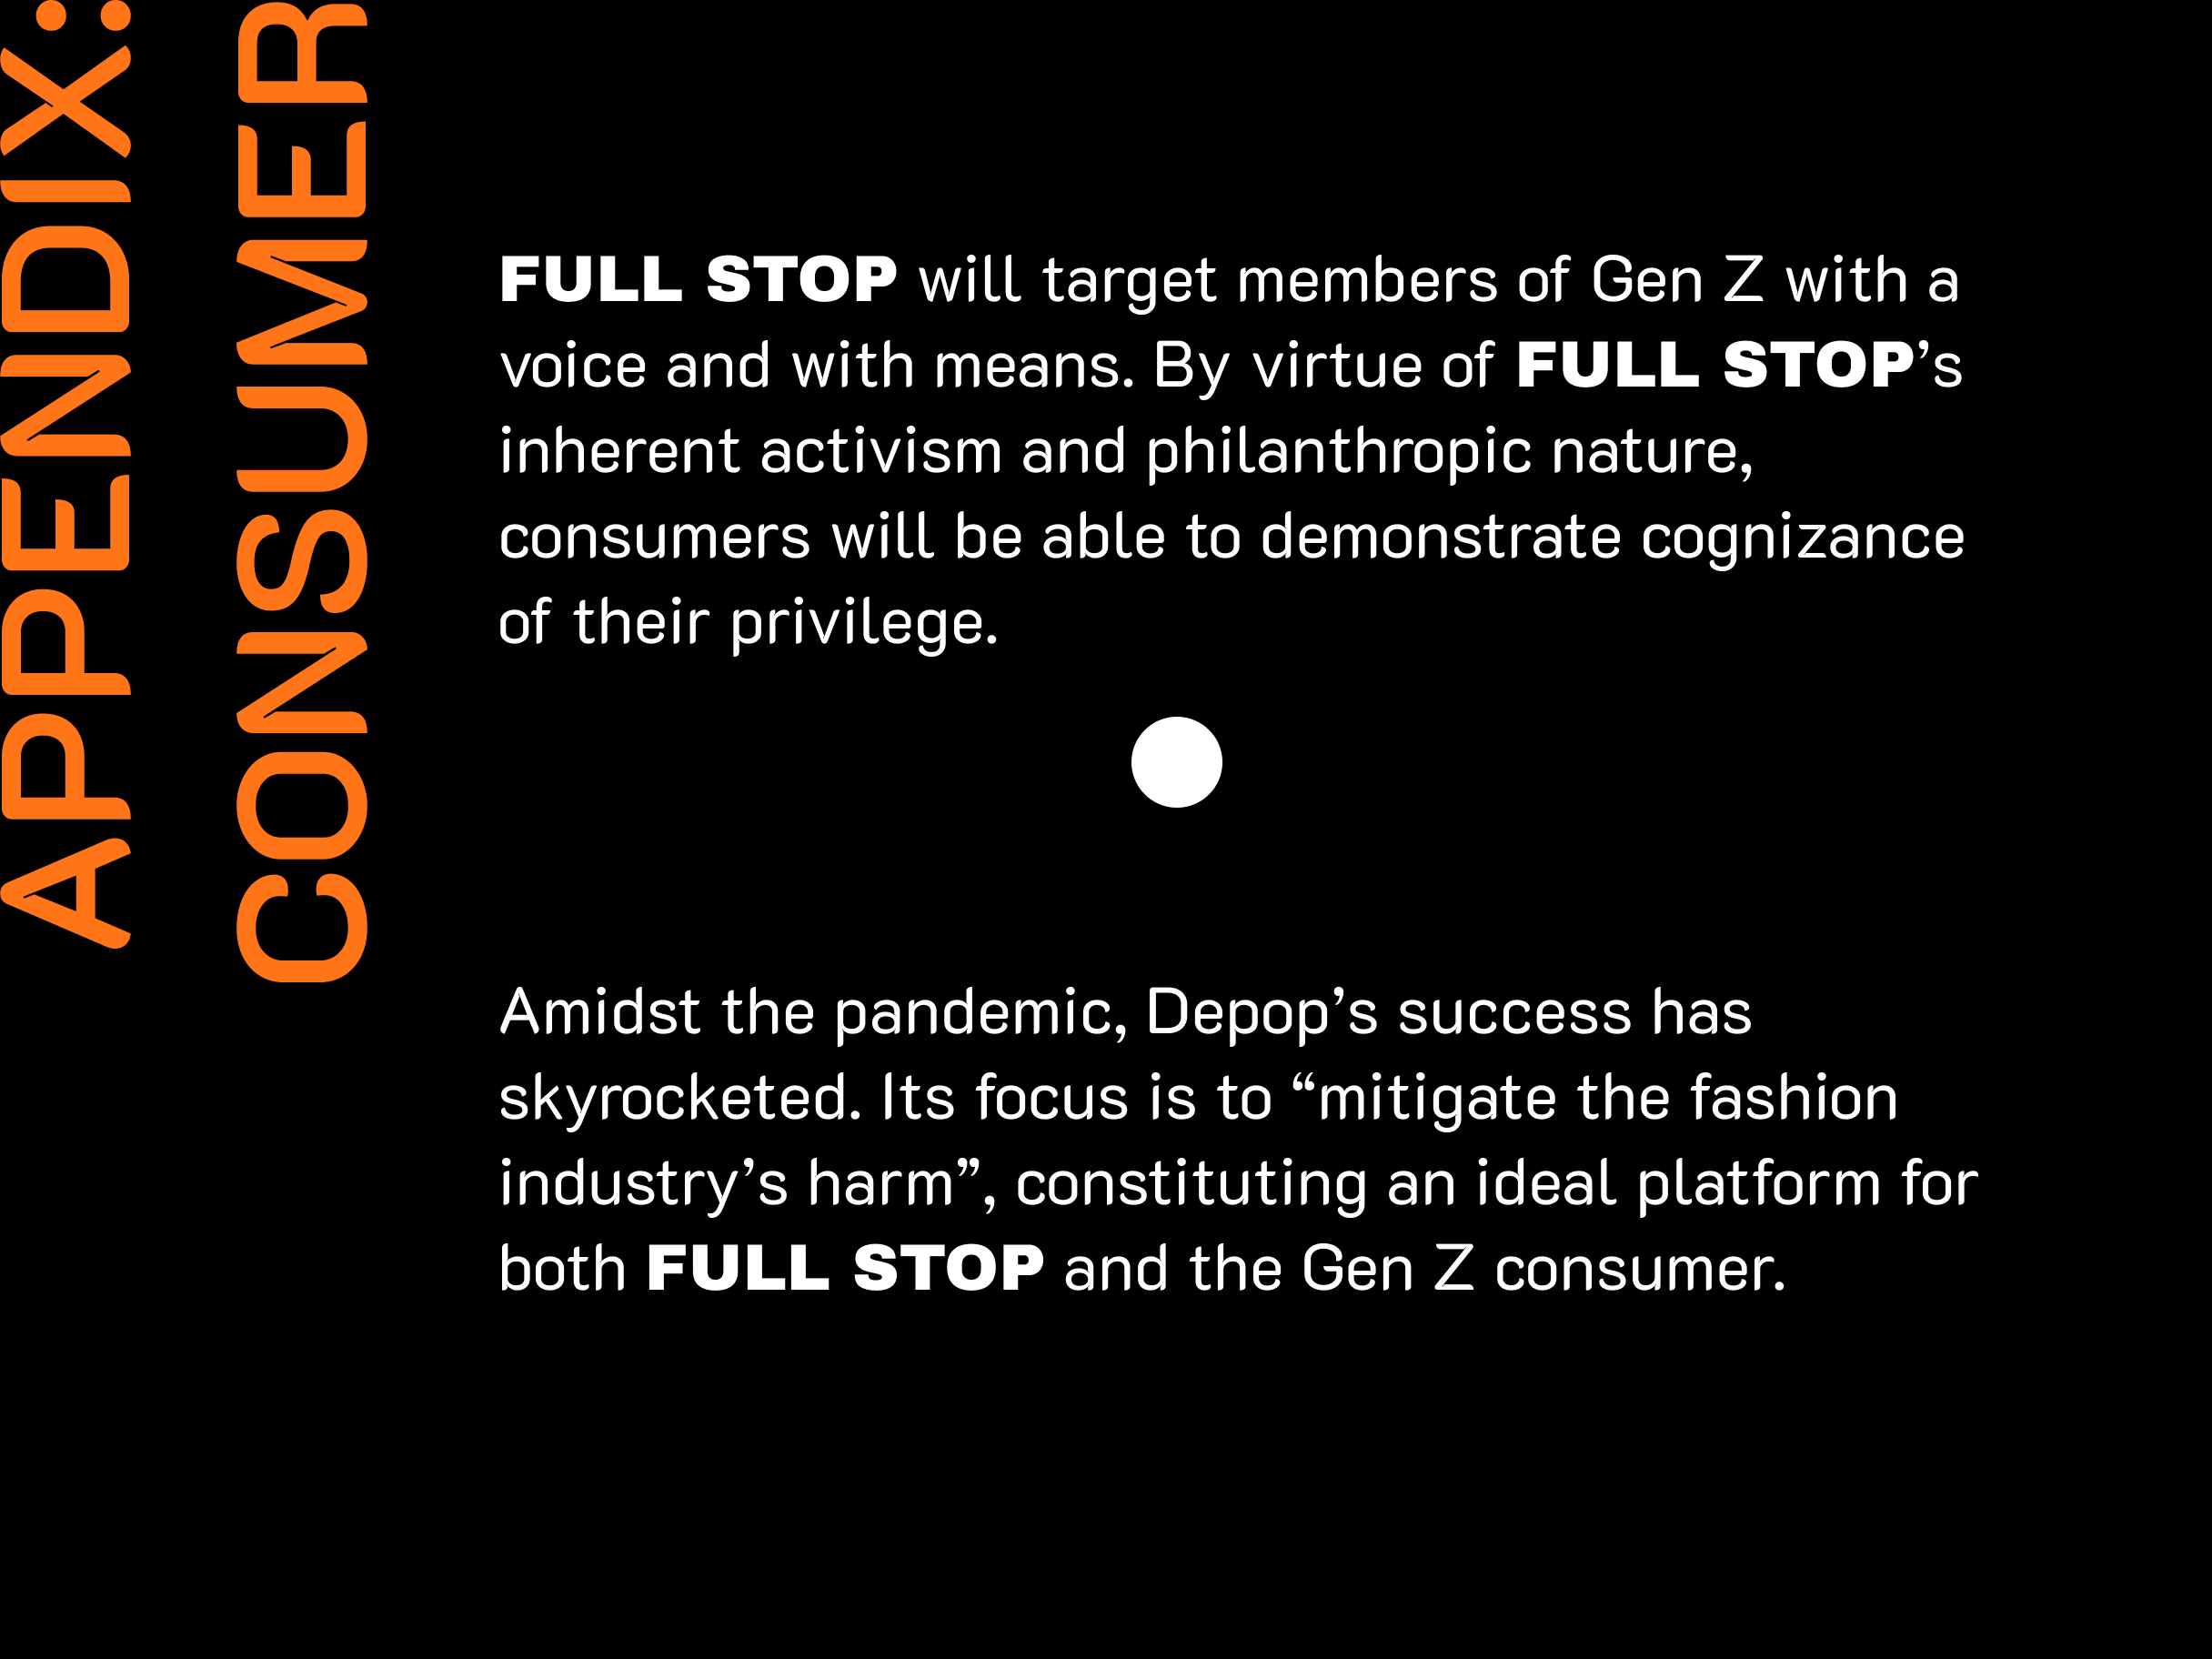 APPENDIX:
CONSUMER
FULL STOP will target members of Gen Z with a
voice and with means. By virtue of FULL STOP’s
inherent activism and philanthropic nature,
consumers will be able to demonstrate cognizance
of their privilege.
Amidst the pandemic, Depop’s success has
skyrocketed. Its focus is to “mitigate the fashion
industry’s harm”, constituting an ideal platform for
both FULL STOP and the Gen Z consumer.